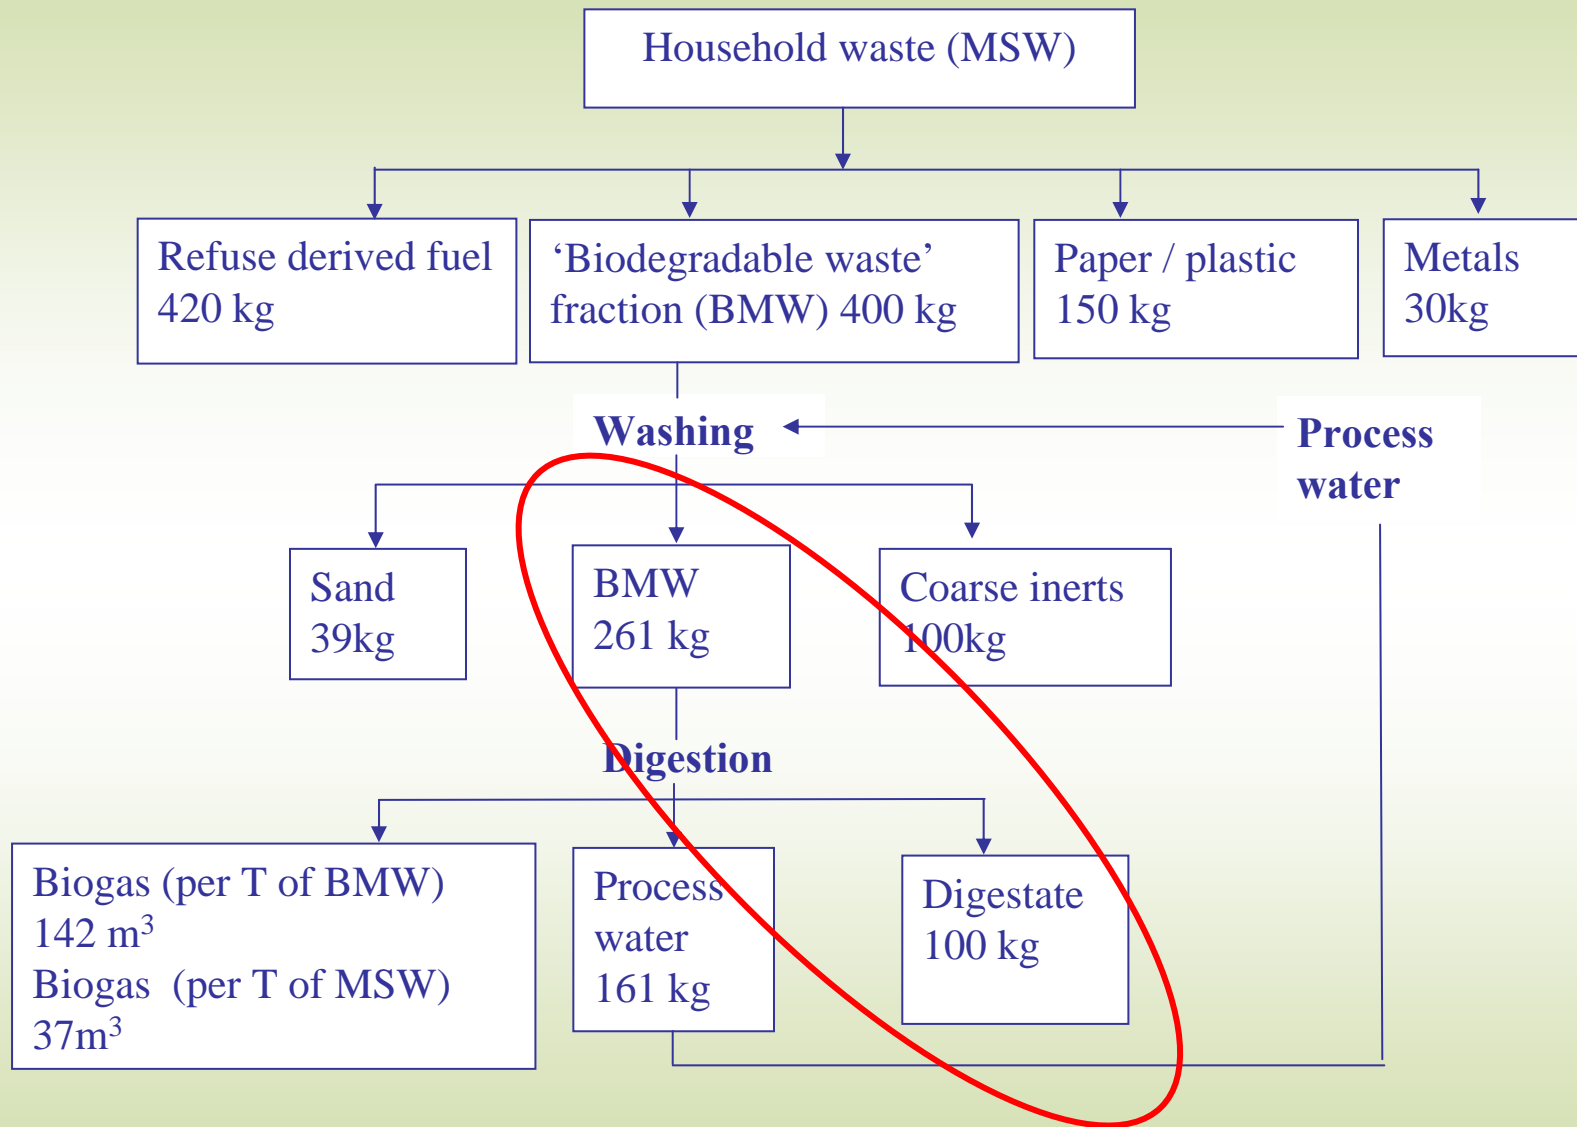 Household waste (MSW)
Refuse derived fuel
420 kg
‘Biodegradable waste’
fraction (BMW) 400 kg
Paper / plastic
150 kg
Metals
30kg
Washing
Process
water
Sand
39kg
BMW
261 kg
Coarse inerts
100kg
Digestion
Biogas (per T of BMW)
142 m³
Biogas (per T of MSW)
37m³
Process
water
161 kg
Digestate
100 kg